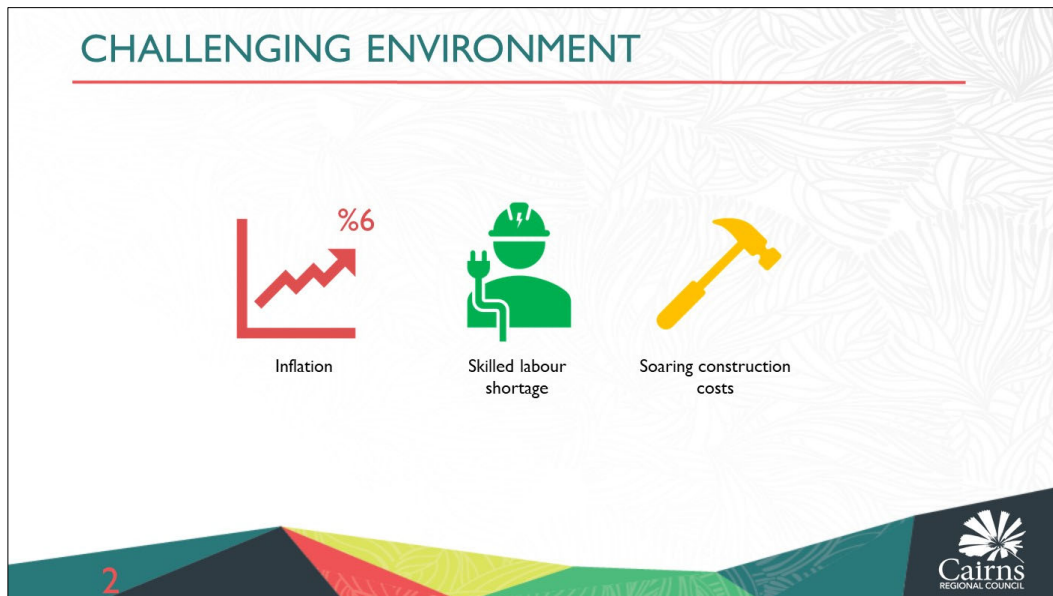 CHALLENGING ENVIRONMENT
%6
Inflation
Skilled labour
shortage
Soaring construction
costs
2
Cairns
REGIONAL COUNCIL